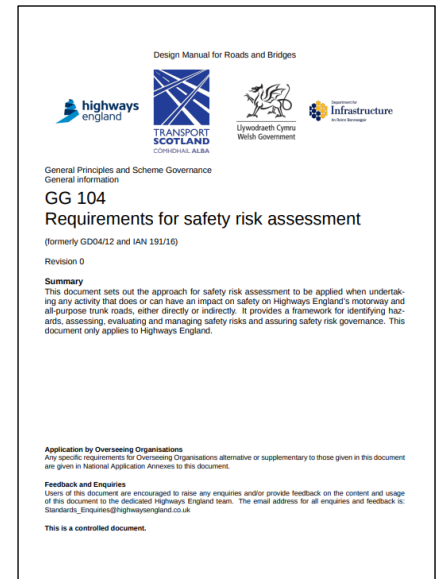 Design Manual for Roads and Bridges
highways
england
TRANSPORT
SCOTLAND
CÒMHDHAIL ALBA
Llywodraeth Cymru
Welsh Government
Department for
Infrastructure
General Principles and Scheme Governance
General information
GG 104
Requirements for safety risk assessment
(formerly GD04/12 and IAN 191/16)
Revision 0
Summary
This document sets out the approach for safety risk assessment to be applied when undertak-
ing any activity that does or can have an impact on safety on Highways England's motorway and
all-purpose trunk roads, either directly or indirectly. It provides a framework for identifying haz-
ards, assessing, evaluating and managing safety risks and assuring safety risk governance. This
document only applies to Highways England.
Application by Overseeing Organisations
Any specific requirements for Overseeing Organisations alternative or supplementary to those given in this document
are given in National Application Annexes to this document.
Feedback and Enquiries
Users of this document are encouraged to raise any enquiries and/or provide feedback on the content and usage
of this document to the dedicated Highways England team. The email address for all enquiries and feedback is:
Standards_Enquiries@highwaysengland.co.uk
This is a controlled document.